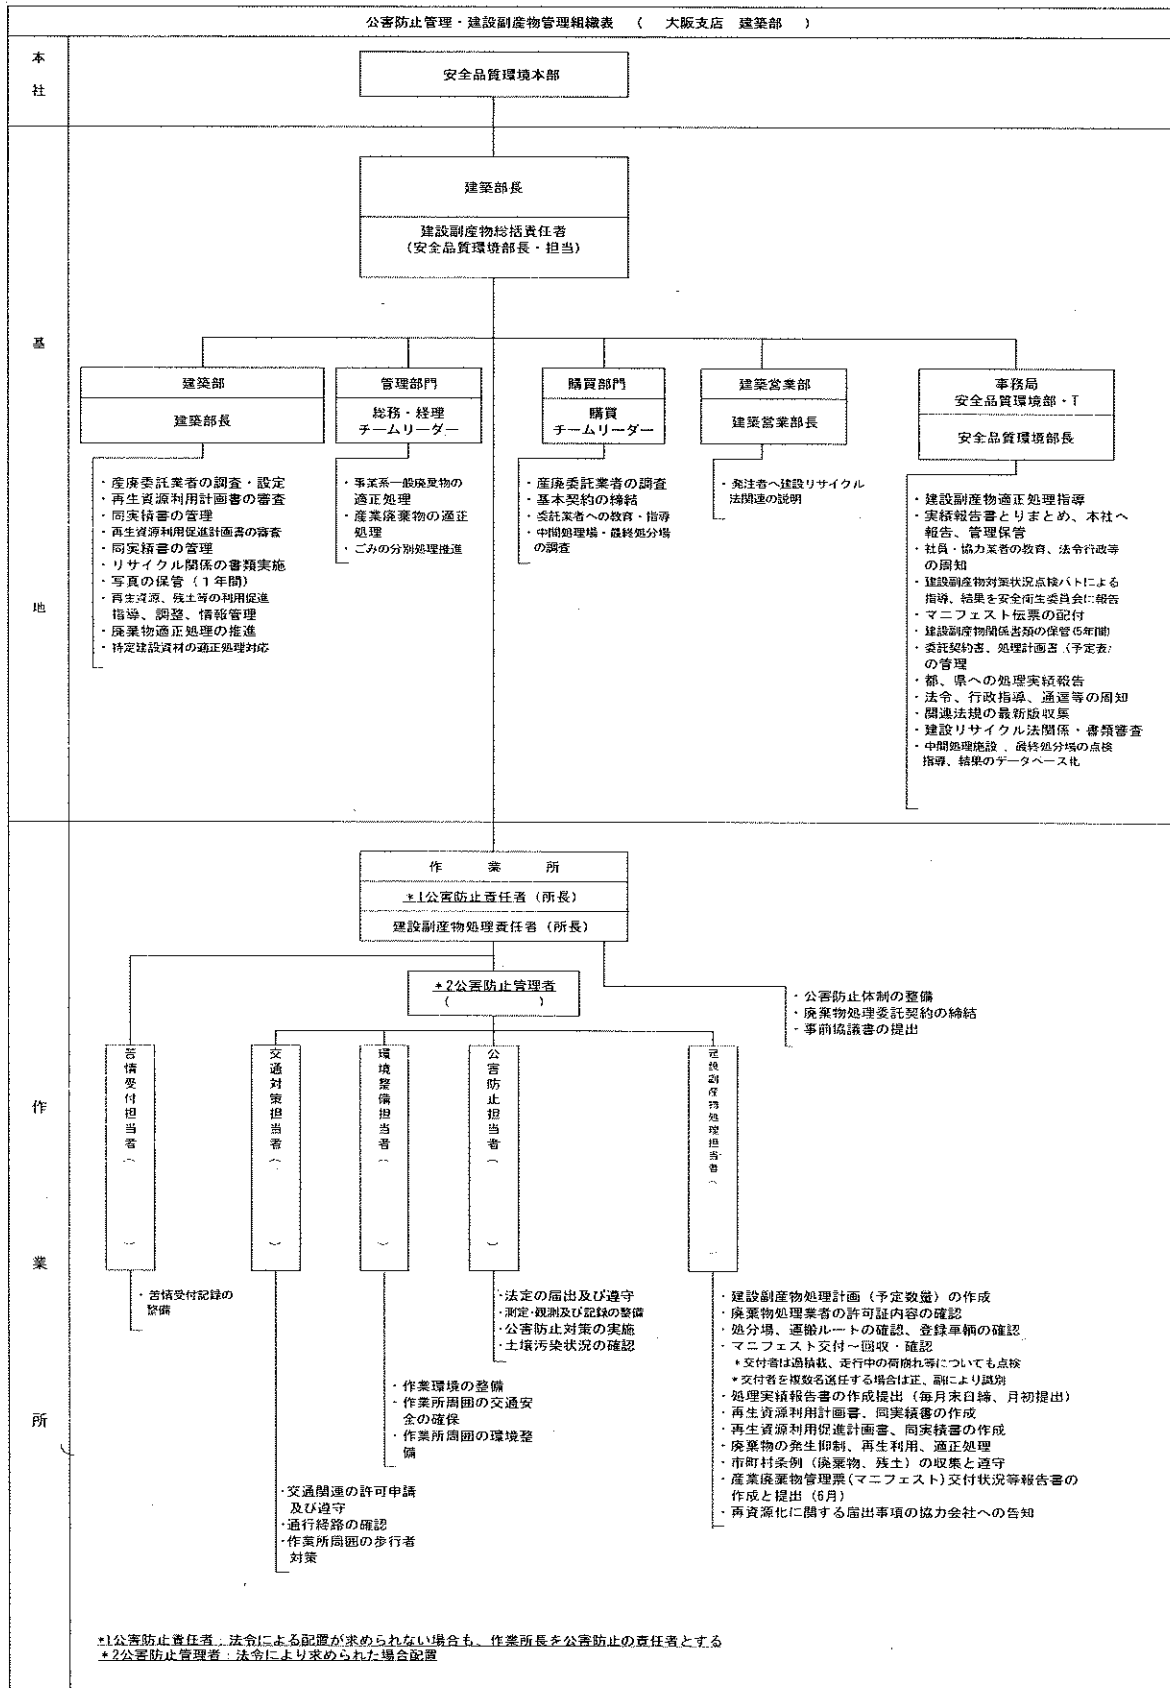 公害防止管理・建設副産物管理組織表 （ 大阪支店 建築部 ）
本
社
安全品質環境本部
基
地
建築部長
建設副産物総括責任者
(安全品質環境部長・担当)
建築部
建築部長
・産廃委託業者の調査・設定
・再生資源利用計画書の審査
・同実績書の管理
・再生資源利用促進計画書の審査
・同実績書の管理
・リサイクル関係の書類実施
・写真の保管（１年間）
・再生資源、残土等の利用促進
指導、調整、情報管理
・廃棄物適正処理の推進
・特定建設資材の適正処理対応
管理部門
総務・経理
チームリーダー
・事業系一般廃棄物の
適正処理
・産業廃棄物の適正
処理
・ごみの分別処理推進
購買部門
購買
チームリーダー
・産廃委託業者の調査
・基本契約の締結
・委託業者への教育・指導
・中間処理場・最終処分場
の調査
建築営業部
建築営業部長
・発注者へ建設リサイクル
法関連の説明
事務局
安全品質環境部・T
安全品質環境部長
・建設副産物適正処理指導
・実績報告書とりまとめ、本社へ
報告、管理保管
・社員・協力業者の教育、法令行政等
の周知
・建設副産物対策状況点検パトによる
指導、結果を安全衛生委員会に報告
・マニフェスト伝票の配付
・建設副産物関係書類の保管(5年間)
・委託契約書、処理計画書（予定表）
の管理
・都、県への処理実績報告
・法令、行政指導、通達等の周知
・関連法規の最新版収集
・建設リサイクル法関係・書類審査
・中間処理施設、最終処分場の点検
指導、結果のデータベース化
作
業
所
作 業 所
*1公害防止責任者（所長）
建設副産物処理責任者（所長）
*2公害防止管理者
（ ）
・公害防止体制の整備
・廃棄物処理委託契約の締結
・事前協議書の提出
苦情受付担当者（ ）
交通対策担当者（ ）
環境整備担当者（ ）
公害防止担当者（ ）
建設副産物処理担当者（ ）
・苦情受付記録の
整備
・交通関連の許可申請
及び遵守
・通行経路の確認
・作業所周囲の歩行者
対策
・作業環境の整備
・作業所周囲の交通安
全の確保
・作業所周囲の環境整
備
・法定の届出及び遵守
・測定・観測及び記録の整備
・公害防止対策の実施
・土壌汚染状況の確認
・建設副産物処理計画（予定数量）の作成
・廃棄物処理業者の許可証内容の確認
・処分場、運搬ルートの確認、登録車輌の確認
・マニフェスト交付～回収・確認
＊交付者は過積載、走行中の荷崩れ等についても点検
＊交付者を複数名選任する場合は正、副により識別
・処理実績報告書の作成提出（毎月末日締、月初提出）
・再生資源利用計画書、同実績書の作成
・再生資源利用促進計画書、同実績書の作成
・廃棄物の発生抑制、再生利用、適正処理
・市町村条例（廃棄物、残土）の収集と遵守
・産業廃棄物管理票(マニフェスト)交付状況等報告書の
作成と提出（6月）
・再資源化に関する届出事項の協力会社への告知
*1公害防止責任者：法令による配置が求められない場合も、作業所長を公害防止の責任者とする
*2公害防止管理者：法令により求められた場合配置